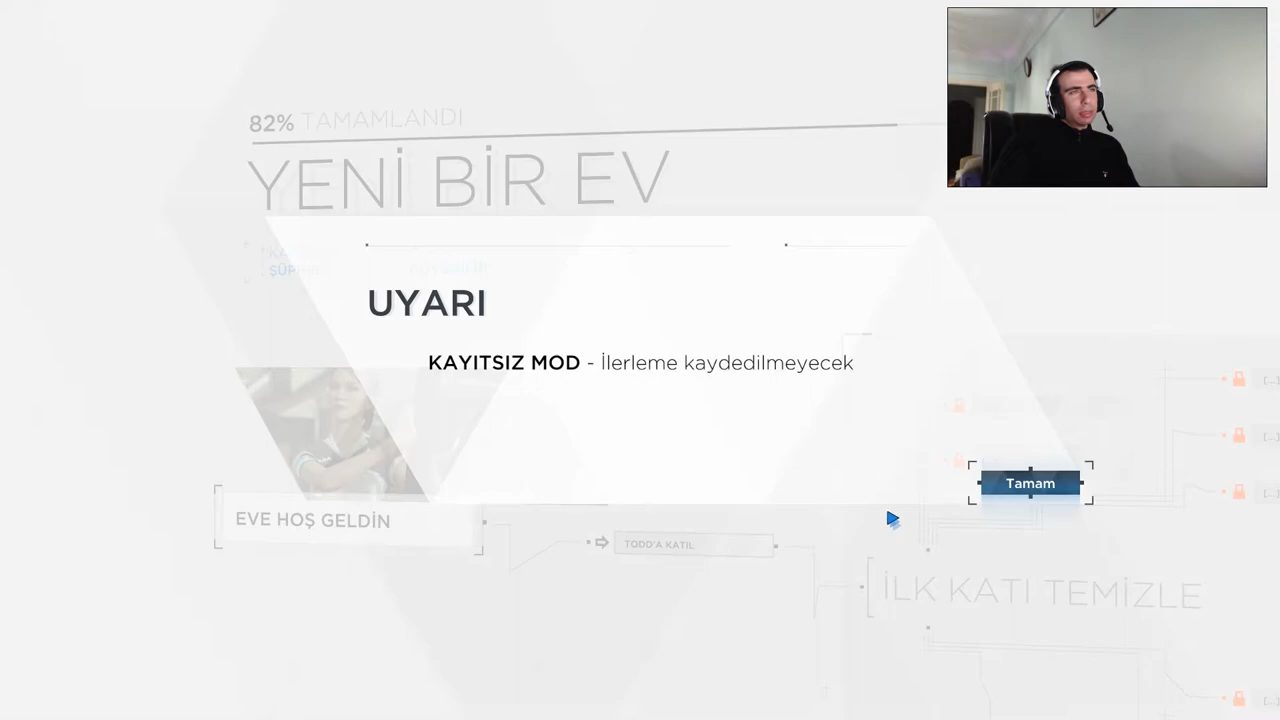 82% TAMAMLANDI
YENİ BİR EV
UYARI
KAYITSIZ MOD - İlerleme kaydedilmeyecek
Tamam
EVE HOŞ GELDİN
TODD'A KATIL
İLK KATI TEMİZLE